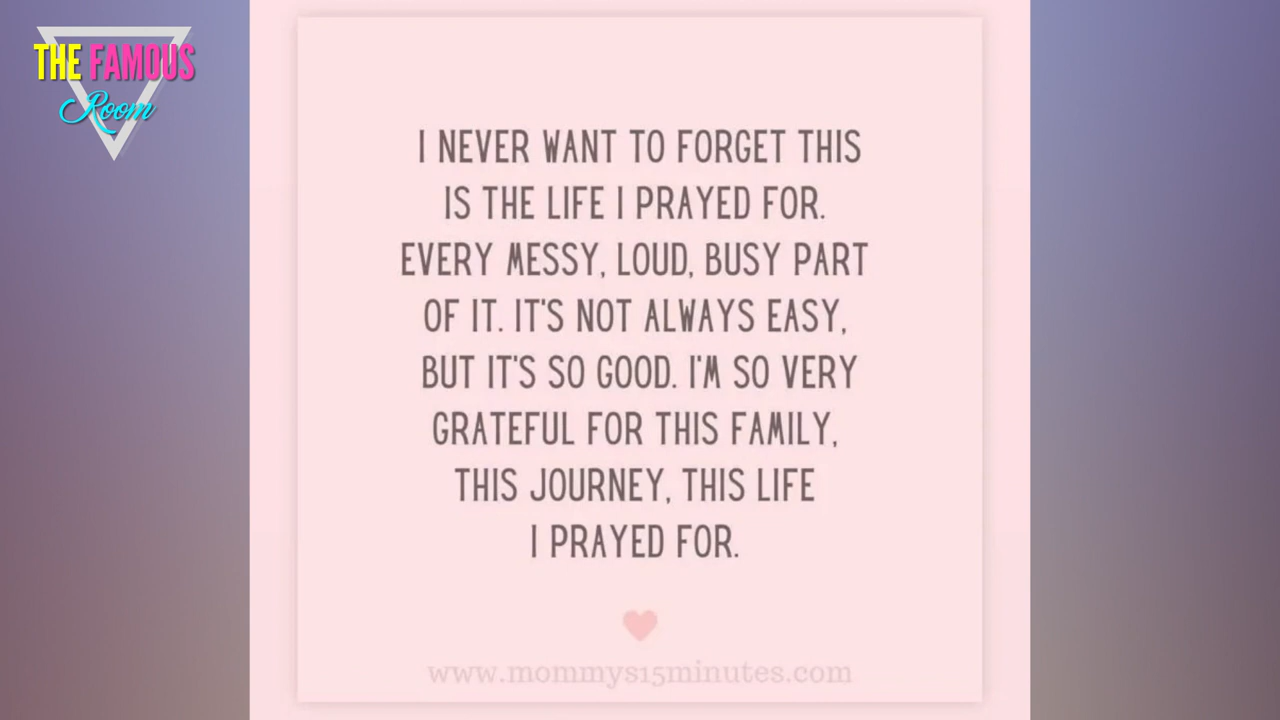 THE FAMOUS
Room
I NEVER WANT TO FORGET THIS
IS THE LIFE I PRAYED FOR.
EVERY MESSY, LOUD, BUSY PART
OF IT. IT'S NOT ALWAYS EASY,
BUT IT'S SO GOOD. I'M SO VERY
GRATEFUL FOR THIS FAMILY,
THIS JOURNEY, THIS LIFE
I PRAYED FOR.
www.mommys15minutes.com